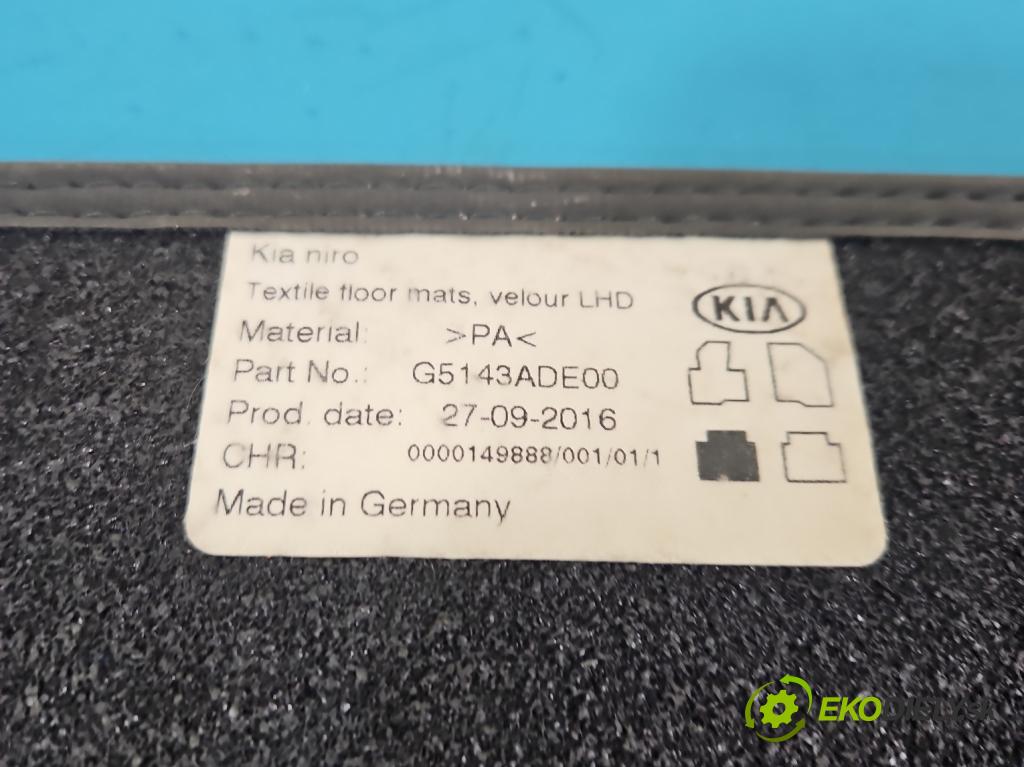 Kia niro
Textile floor mats, velour LHD
KIA
Material: >PA<
Part No.: G5143ADE00
Prod. date: 27-09-2016
CHR: 0000149888/001/01/1
Made in Germany